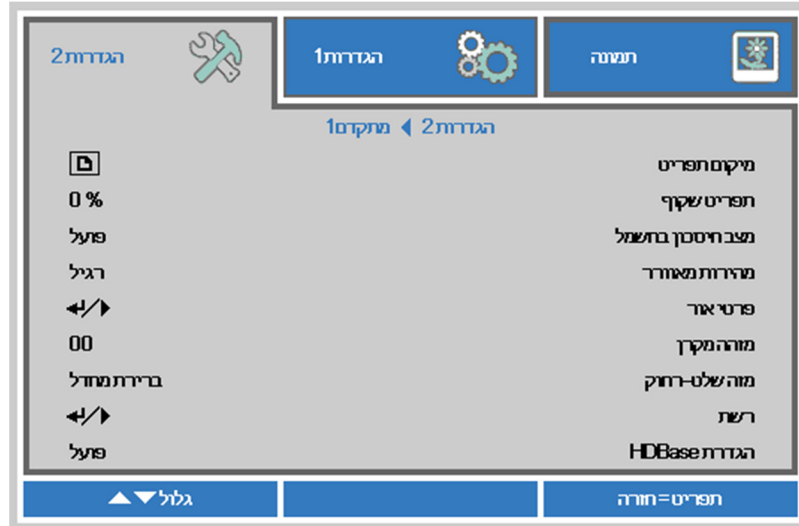 תמונה
הגדרות1
הגדרות2
הגדרות2 ◀ מתקדם1
מיקום תפריט
תפריט שקוף 0 %
מצב חיסכון בחשמל פועל
מהירות מאוורר רגיל
פרטי אור ↵/▶
מזהה מקרן 00
מזה שלט-רחוק ברירת מחדל
רשת ↵/▶
הגדרת HDBase פועל
תפריט=חזרה
גלול▼▲